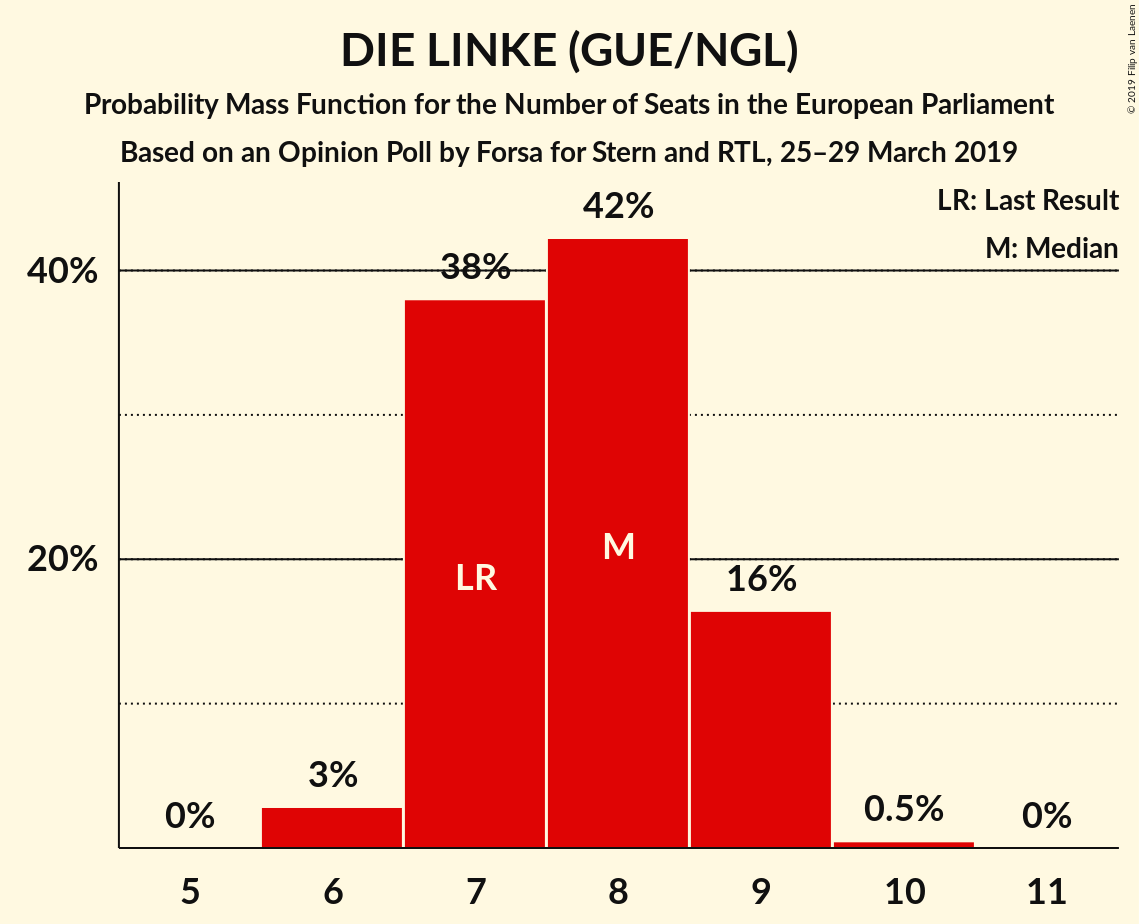 DIE LINKE (GUE/NGL)
Probability Mass Function for the Number of Seats in the European Parliament
Based on an Opinion Poll by Forsa for Stern and RTL, 25–29 March 2019
© 2019 Filip van Laenen
LR: Last Result
M: Median
40%
20%
0%
3%
38%
42%
16%
0.5%
0%
LR
M
5 6 7 8 9 10 11